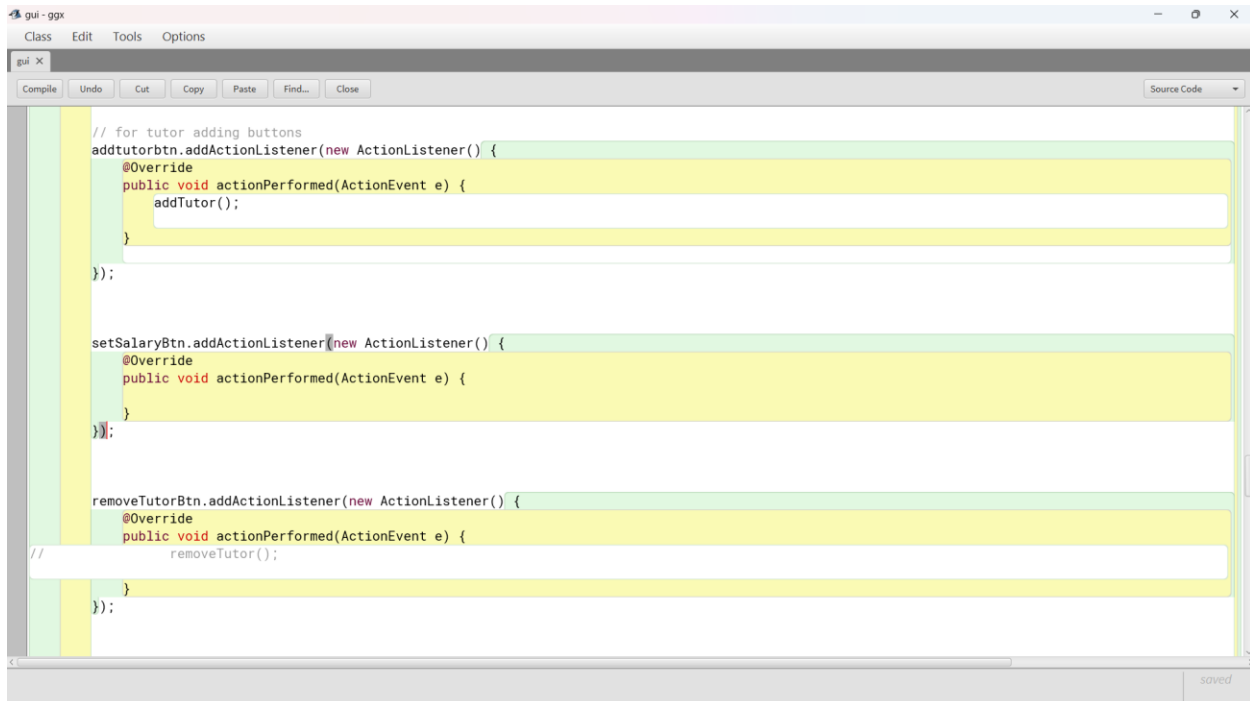 gui - ggx
Class Edit Tools Options
gui ×
Compile Undo Cut Copy Paste Find... Close Source Code
// for tutor adding buttons
addtutorbtn.addActionListener(new ActionListener() {
@Override
public void actionPerformed(ActionEvent e) {
addTutor();
}
});
setSalaryBtn.addActionListener(new ActionListener() {
@Override
public void actionPerformed(ActionEvent e) {
}
});
removeTutorBtn.addActionListener(new ActionListener() {
@Override
public void actionPerformed(ActionEvent e) {
// removeTutor();
}
});
saved